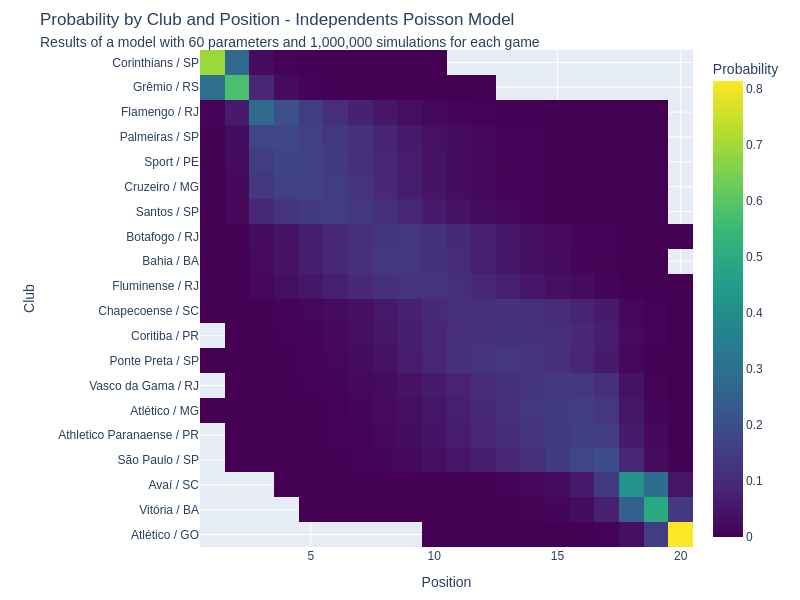 Probability by Club and Position - Independents Poisson Model
Results of a model with 60 parameters and 1,000,000 simulations for each game
Corinthians / SP
Grêmio / RS
Flamengo / RJ
Palmeiras / SP
Sport / PE
Cruzeiro / MG
Santos / SP
Botafogo / RJ
Bahia / BA
Fluminense / RJ
Chapecoense / SC
Coritiba / PR
Ponte Preta / SP
Vasco da Gama / RJ
Atlético / MG
Athletico Paranaense / PR
São Paulo / SP
Avaí / SC
Vitória / BA
Atlético / GO
Club
5
10
15
20
Position
Probability
0.8
0.7
0.6
0.5
0.4
0.3
0.2
0.1
0